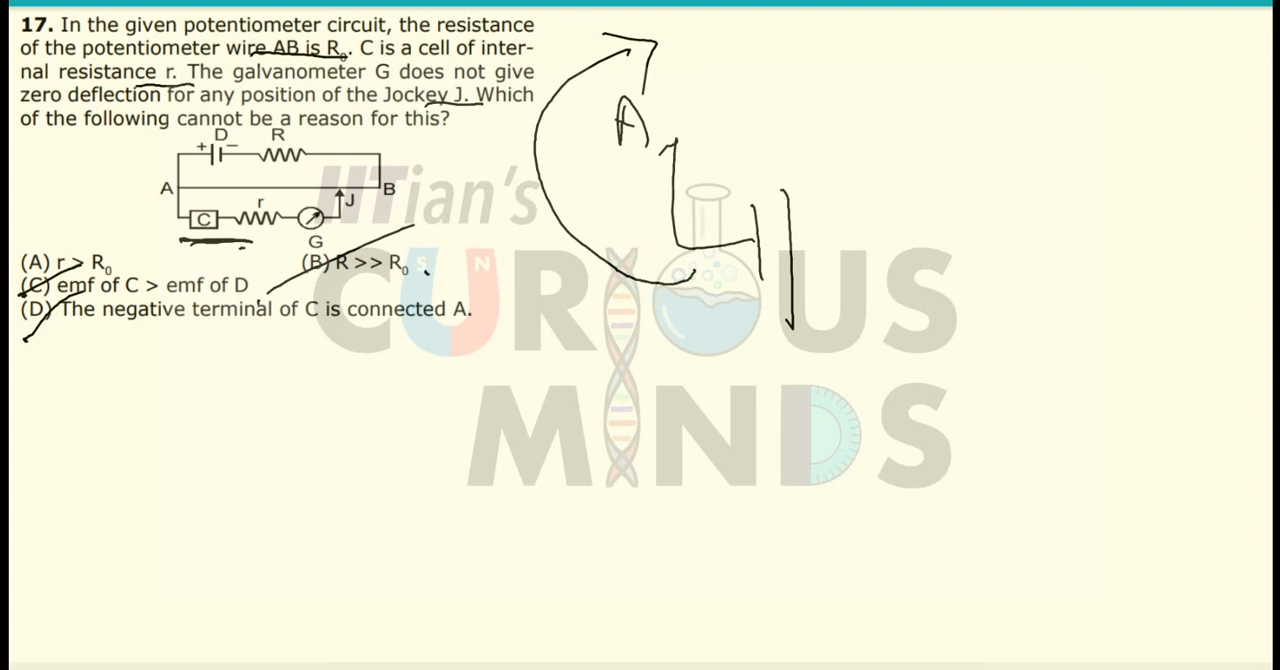 17. In the given potentiometer circuit, the resistance
of the potentiometer wire AB is R₀. C is a cell of inter-
nal resistance r. The galvanometer G does not give
zero deflection for any position of the Jockey J. Which
of the following cannot be a reason for this?
D R
+ −
A B
r J
C
G
(A) r > R₀ (B) R >> R₀
(C) emf of C > emf of D
(D) The negative terminal of C is connected A.
A
IITian's
CURIOUS
S N
MINDS